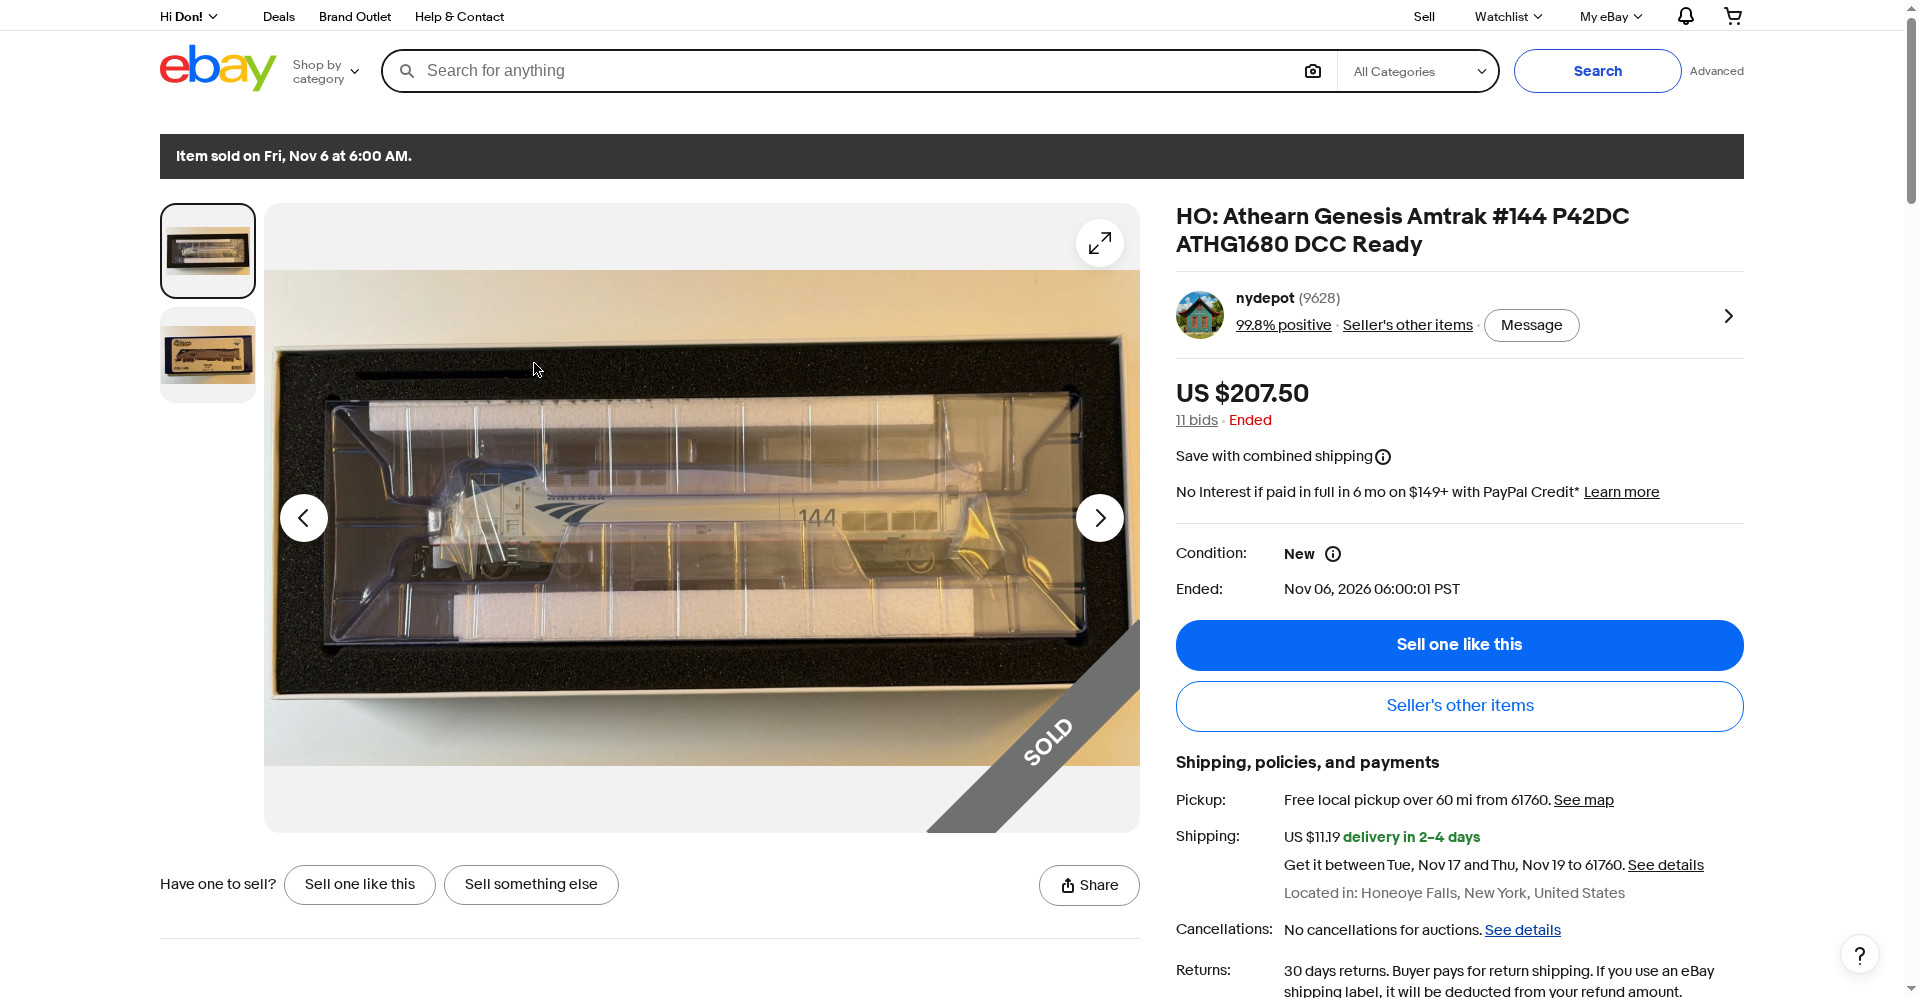 Hi Don!
Deals
Brand Outlet
Help & Contact
Sell
Watchlist
My eBay
ebay
Shop by category
Search for anything
All Categories
Search
Advanced
Item sold on Fri, Nov 6 at 6:00 AM.
AMTRAK
144
SOLD
Have one to sell?
Sell one like this
Sell something else
Share
HO: Athearn Genesis Amtrak #144 P42DC
ATHG1680 DCC Ready
nydepot (9628)
99.8% positive · Seller's other items · Message
US $207.50
11 bids · Ended
Save with combined shipping
No Interest if paid in full in 6 mo on $149+ with PayPal Credit* Learn more
Condition: New
Ended: Nov 06, 2026 06:00:01 PST
Sell one like this
Seller's other items
Shipping, policies, and payments
Pickup: Free local pickup over 60 mi from 61760. See map
Shipping: US $11.19 delivery in 2–4 days
Get it between Tue, Nov 17 and Thu, Nov 19 to 61760. See details
Located in: Honeoye Falls, New York, United States
Cancellations: No cancellations for auctions. See details
Returns: 30 days returns. Buyer pays for return shipping. If you use an eBay
shipping label, it will be deducted from your refund amount.
?